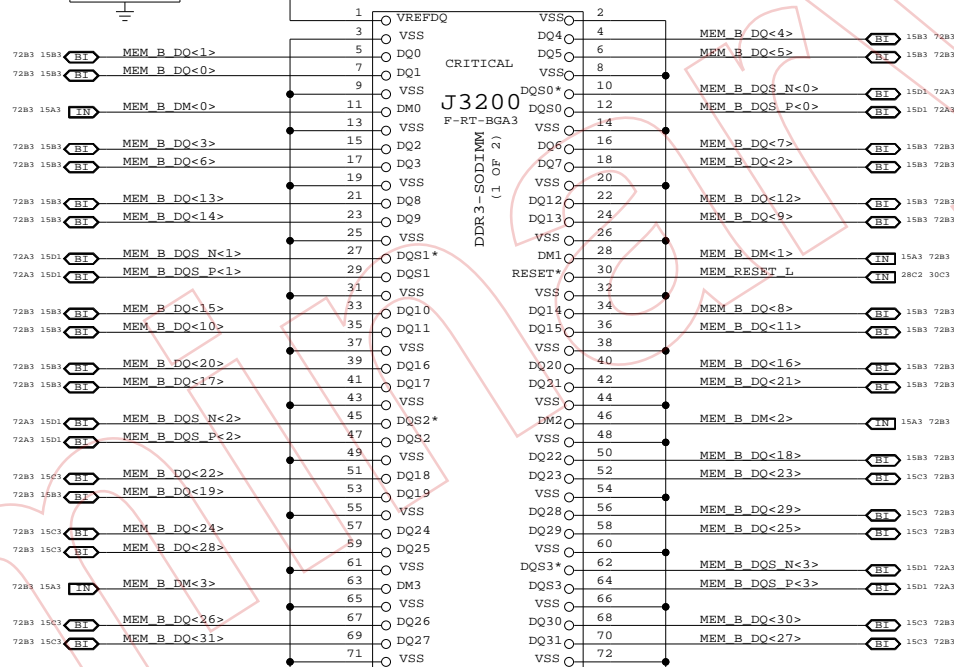 1 VREFDQ VSS 2
3 VSS DQ4 4 MEM_B_DQ<4> BI 15B3 72B3
72B3 15B3 BI MEM_B_DQ<1> 5 DQ0 DQ5 6 MEM_B_DQ<5> BI 15B3 72B3
72B3 15B3 BI MEM_B_DQ<0> 7 DQ1 CRITICAL VSS 8
9 VSS DQS0* 10 MEM_B_DQS_N<0> BI 15D1 72A3
72B3 15A3 IN MEM_B_DM<0> 11 DM0 J3200 DQS0 12 MEM_B_DQS_P<0> BI 15D1 72A3
13 VSS F-RT-BGA3 VSS 14
72B3 15B3 BI MEM_B_DQ<3> 15 DQ2 DQ6 16 MEM_B_DQ<7> BI 15B3 72B3
72B3 15B3 BI MEM_B_DQ<6> 17 DQ3 DQ7 18 MEM_B_DQ<2> BI 15B3 72B3
19 VSS DDR3-SODIMM (1 OF 2) VSS 20
72B3 15B3 BI MEM_B_DQ<13> 21 DQ8 DQ12 22 MEM_B_DQ<12> BI 15B3 72B3
72B3 15B3 BI MEM_B_DQ<14> 23 DQ9 DQ13 24 MEM_B_DQ<9> BI 15B3 72B3
25 VSS VSS 26
72A3 15D1 BI MEM_B_DQS_N<1> 27 DQS1* DM1 28 MEM_B_DM<1> IN 15A3 72B3
72A3 15D1 BI MEM_B_DQS_P<1> 29 DQS1 RESET* 30 MEM_RESET_L IN 28C2 30C3
31 VSS VSS 32
72B3 15B3 BI MEM_B_DQ<15> 33 DQ10 DQ14 34 MEM_B_DQ<8> BI 15B3 72B3
72B3 15B3 BI MEM_B_DQ<10> 35 DQ11 DQ15 36 MEM_B_DQ<11> BI 15B3 72B3
37 VSS VSS 38
72B3 15B3 BI MEM_B_DQ<20> 39 DQ16 DQ20 40 MEM_B_DQ<16> BI 15B3 72B3
72B3 15B3 BI MEM_B_DQ<17> 41 DQ17 DQ21 42 MEM_B_DQ<21> BI 15B3 72B3
43 VSS VSS 44
72A3 15D1 BI MEM_B_DQS_N<2> 45 DQS2* DM2 46 MEM_B_DM<2> IN 15A3 72B3
72A3 15D1 BI MEM_B_DQS_P<2> 47 DQS2 VSS 48
49 VSS DQ22 50 MEM_B_DQ<18> BI 15B3 72B3
72B3 15C3 BI MEM_B_DQ<22> 51 DQ18 DQ23 52 MEM_B_DQ<23> BI 15C3 72B3
72B3 15B3 BI MEM_B_DQ<19> 53 DQ19 VSS 54
55 VSS DQ28 56 MEM_B_DQ<29> BI 15C3 72B3
72B3 15C3 BI MEM_B_DQ<24> 57 DQ24 DQ29 58 MEM_B_DQ<25> BI 15C3 72B3
72B3 15C3 BI MEM_B_DQ<28> 59 DQ25 VSS 60
61 VSS DQS3* 62 MEM_B_DQS_N<3> BI 15D1 72A3
72B3 15A3 IN MEM_B_DM<3> 63 DM3 DQS3 64 MEM_B_DQS_P<3> BI 15D1 72A3
65 VSS VSS 66
72B3 15C3 BI MEM_B_DQ<26> 67 DQ26 DQ30 68 MEM_B_DQ<30> BI 15C3 72B3
72B3 15C3 BI MEM_B_DQ<31> 69 DQ27 DQ31 70 MEM_B_DQ<27> BI 15C3 72B3
71 VSS VSS 72